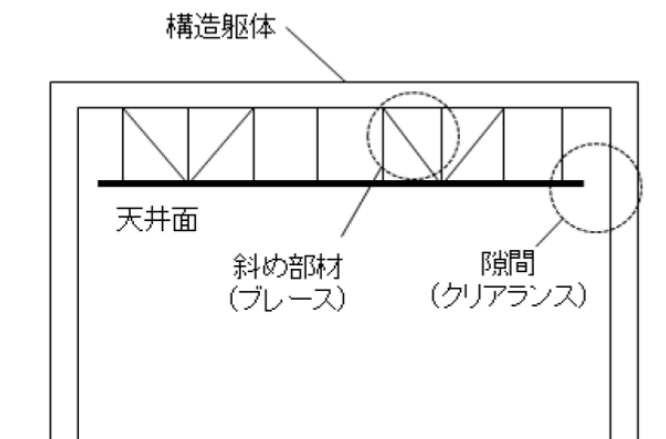 構造躯体
天井面
斜め部材
(ブレース)
隙間
(クリアランス)